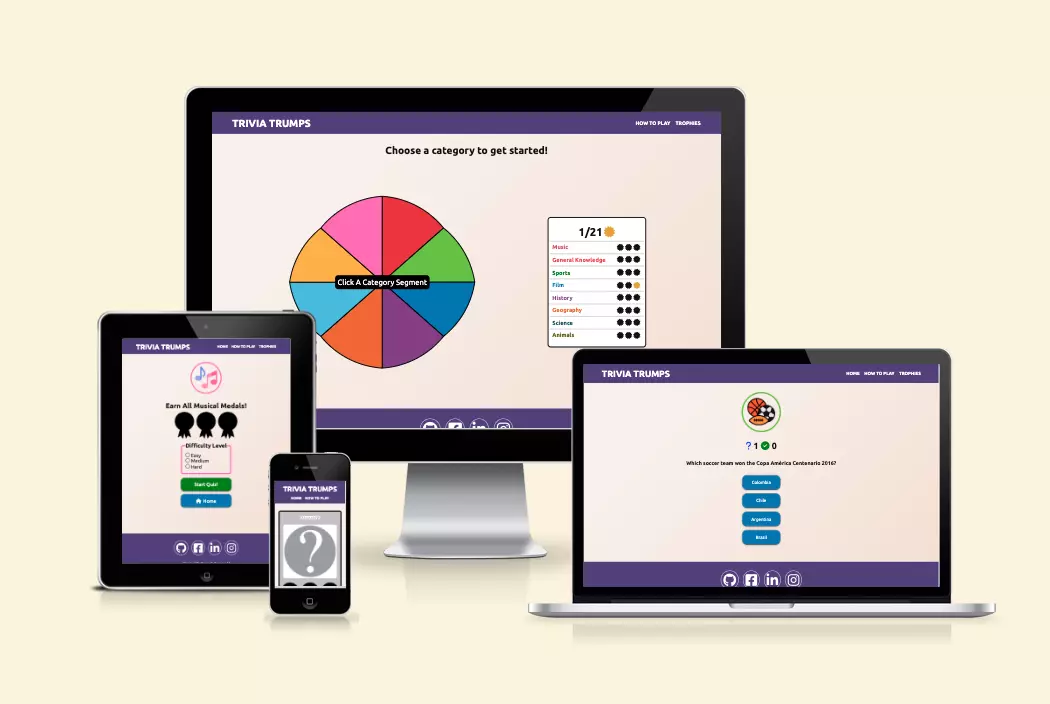 TRIVIA TRUMPS
HOW TO PLAY TROPHIES
Choose a category to get started!
Click A Category Segment
1/21
Music
General Knowledge
Sports
Film
History
Geography
Science
Animals
TRIVIA TRUMPS
HOME HOW TO PLAY TROPHIES
Earn All Musical Medals!
Difficulty Level
Easy
Medium
Hard
Start Quiz!
Home
TRIVIA TRUMPS
HOME HOW TO PLAY
?
TRIVIA TRUMPS
HOME HOW TO PLAY TROPHIES
? 1 0
Which soccer team won the Copa América Centenario 2016?
Colombia
Chile
Argentina
Brazil